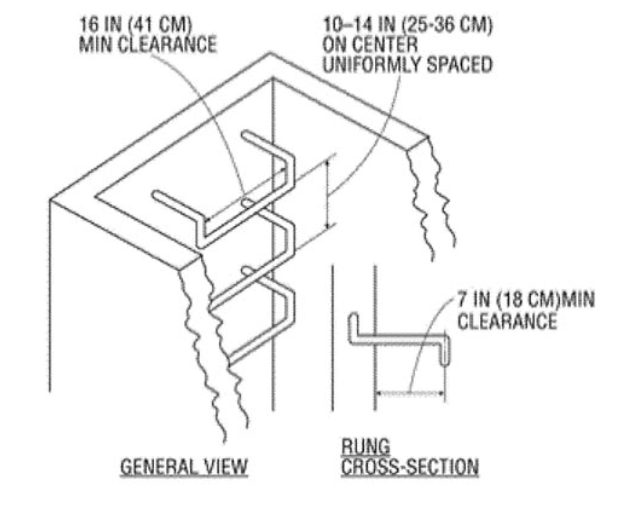 16 IN (41 CM)
MIN CLEARANCE
10–14 IN (25-36 CM)
ON CENTER
UNIFORMLY SPACED
7 IN (18 CM)MIN
CLEARANCE
GENERAL VIEW
RUNG
CROSS-SECTION